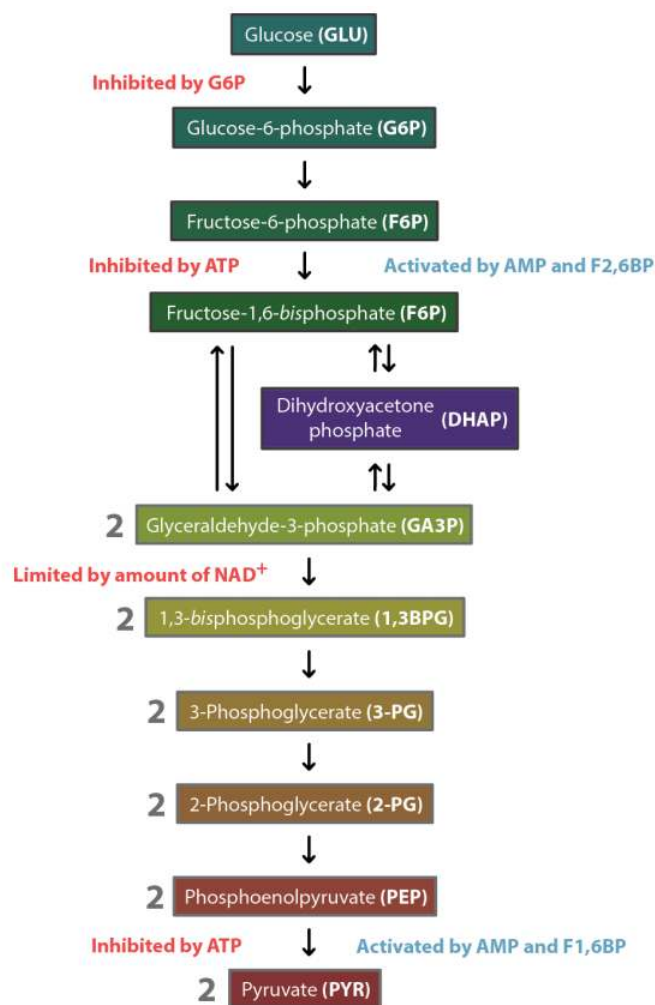 Glucose (GLU)
Inhibited by G6P
Glucose-6-phosphate (G6P)
Fructose-6-phosphate (F6P)
Inhibited by ATP
Activated by AMP and F2,6BP
Fructose-1,6-bisphosphate (F6P)
Dihydroxyacetone
phosphate (DHAP)
2 Glyceraldehyde-3-phosphate (GA3P)
Limited by amount of NAD⁺
2 1,3-bisphosphoglycerate (1,3BPG)
2 3-Phosphoglycerate (3-PG)
2 2-Phosphoglycerate (2-PG)
2 Phosphoenolpyruvate (PEP)
Inhibited by ATP
Activated by AMP and F1,6BP
2 Pyruvate (PYR)